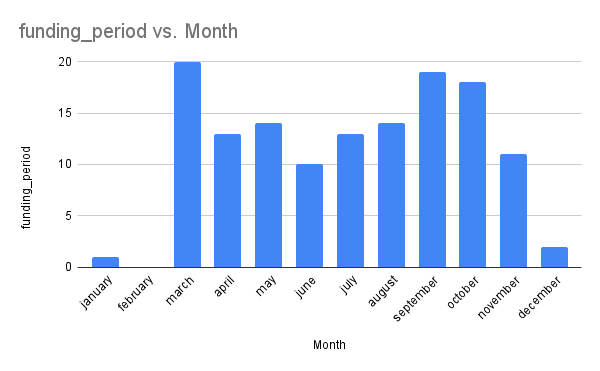 funding_period vs. Month
funding_period
20
15
10
5
0
january
february
march
april
may
june
july
august
september
october
november
december
Month